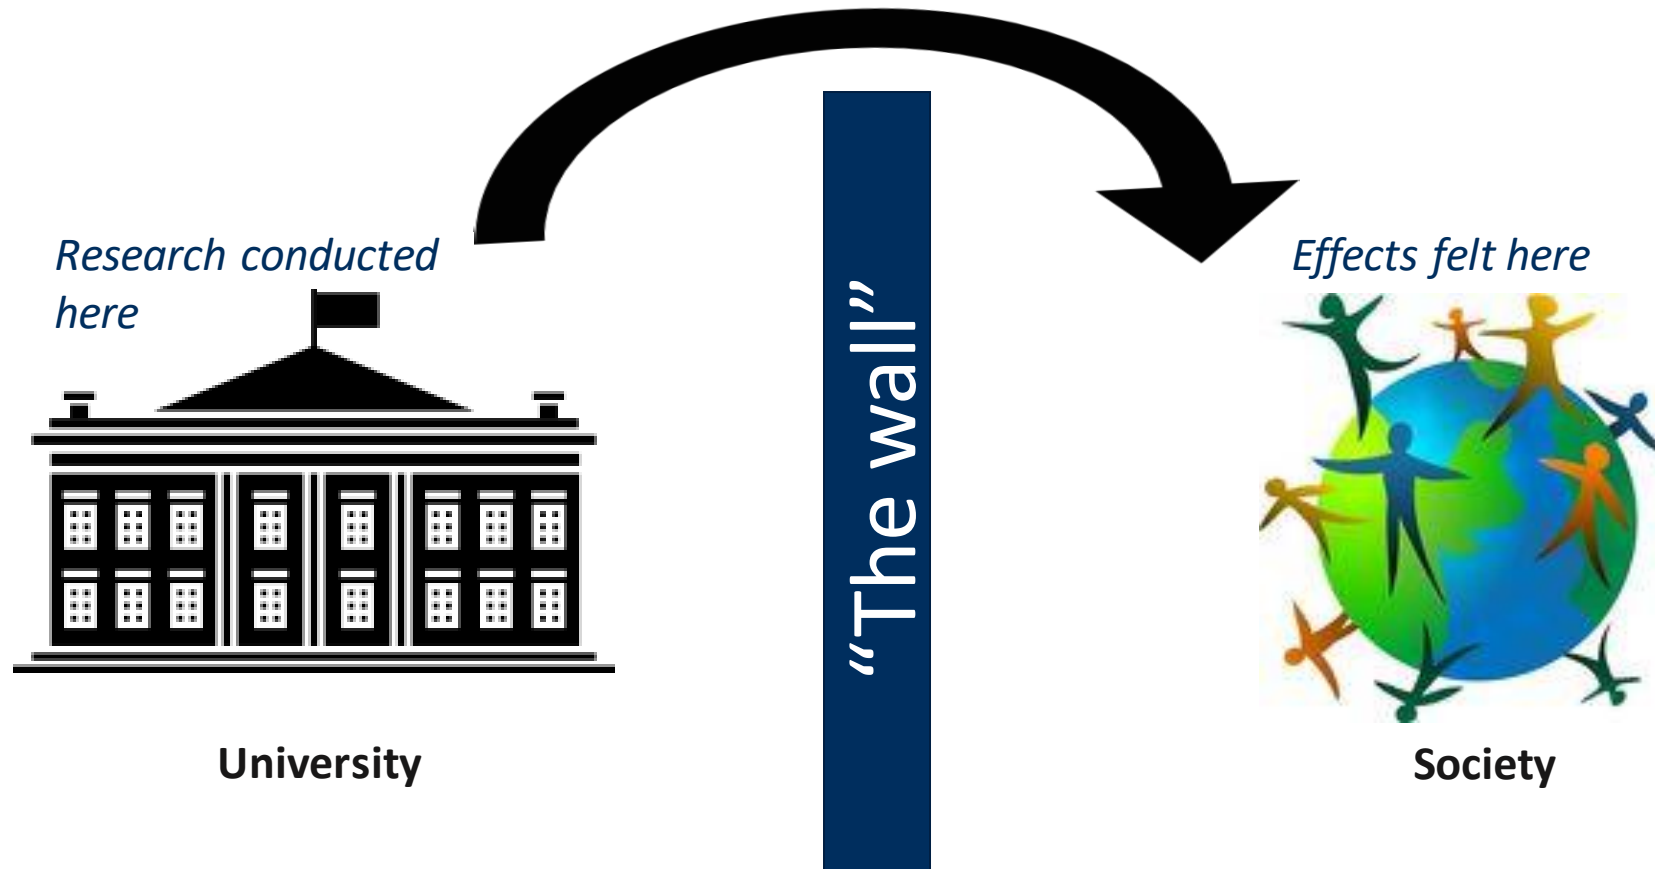 Research conducted
here
“The wall”
Effects felt here
University
Society